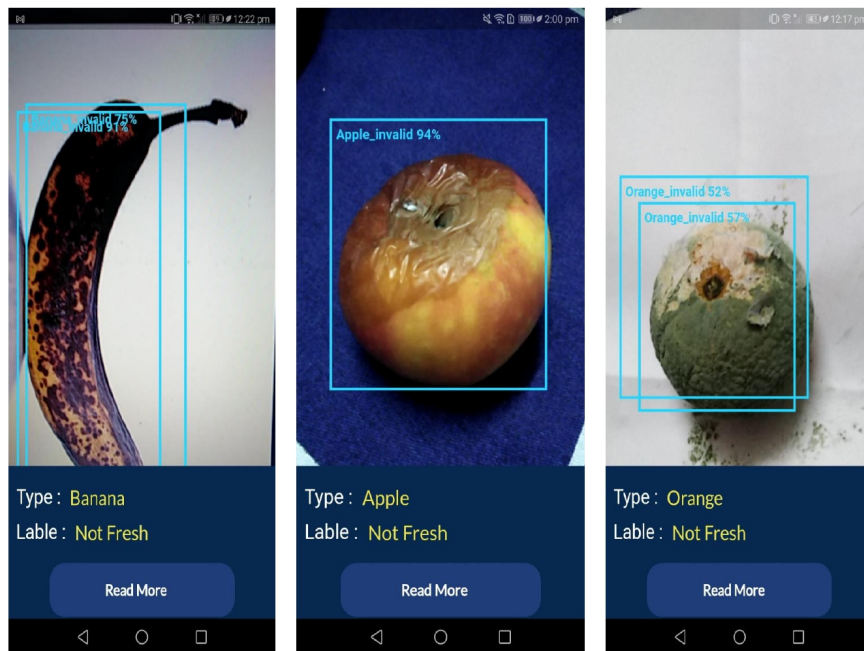 12:22 pm
Banana_invalid 75%
invalid 91%
Type : Banana
Lable : Not Fresh
Read More
100
2:00 pm
Apple_invalid 94%
Type : Apple
Lable : Not Fresh
Read More
12:17 pm
Orange_invalid 52%
Orange_invalid 57%
Type : Orange
Lable : Not Fresh
Read More